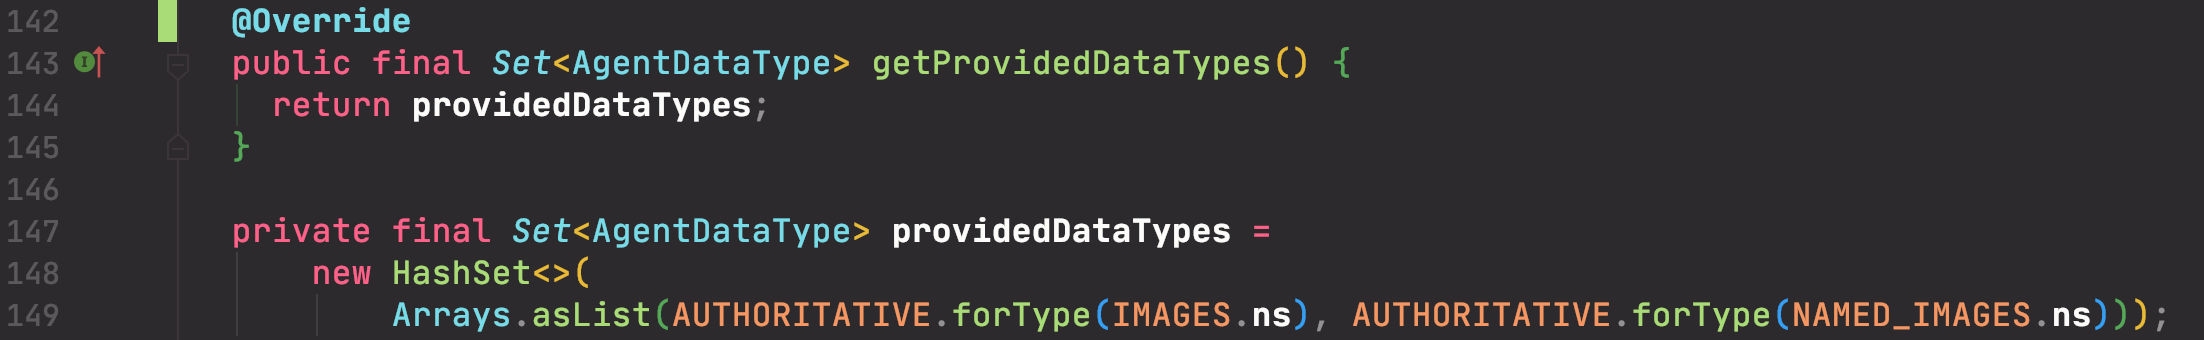 142 @Override
143 I public final Set<AgentDataType> getProvidedDataTypes() {
144 return providedDataTypes;
145 }
146
147 private final Set<AgentDataType> providedDataTypes =
148 new HashSet<>(
149 Arrays.asList(AUTHORITATIVE.forType(IMAGES.ns), AUTHORITATIVE.forType(NAMED_IMAGES.ns)));